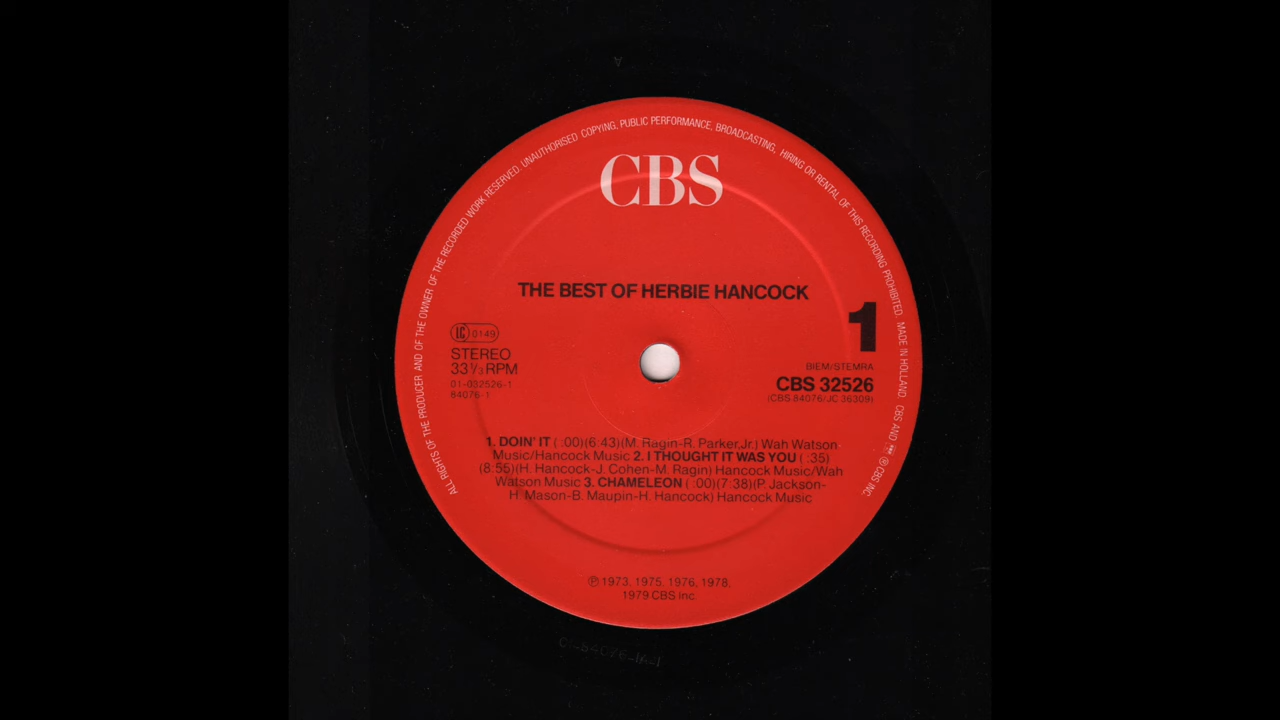 ALL RIGHTS OF THE PRODUCER AND OF THE OWNER OF THE RECORDED WORK RESERVED. UNAUTHORISED COPYING, PUBLIC PERFORMANCE, BROADCASTING, HIRING OR RENTAL OF THIS RECORDING PROHIBITED. MADE IN HOLLAND. CBS AND ℗ CBS INC.
CBS
THE BEST OF HERBIE HANCOCK
1
LC 0149
STEREO
33⅓ RPM
01-032526-1
84076-1
BIEM/STEMRA
CBS 32526
(CBS 84076/JC 36309)
1. DOIN' IT ( :00)(6:43)(M. Ragin-R. Parker,Jr.) Wah Watson
Music/Hancock Music 2. I THOUGHT IT WAS YOU ( :35)
(8:55)(H. Hancock-J. Cohen-M. Ragin) Hancock Music/Wah
Watson Music 3. CHAMELEON ( :00)(7:38)(P. Jackson-
H. Mason-B. Maupin-H. Hancock) Hancock Music
℗ 1973, 1975. 1976, 1978,
1979 CBS Inc.